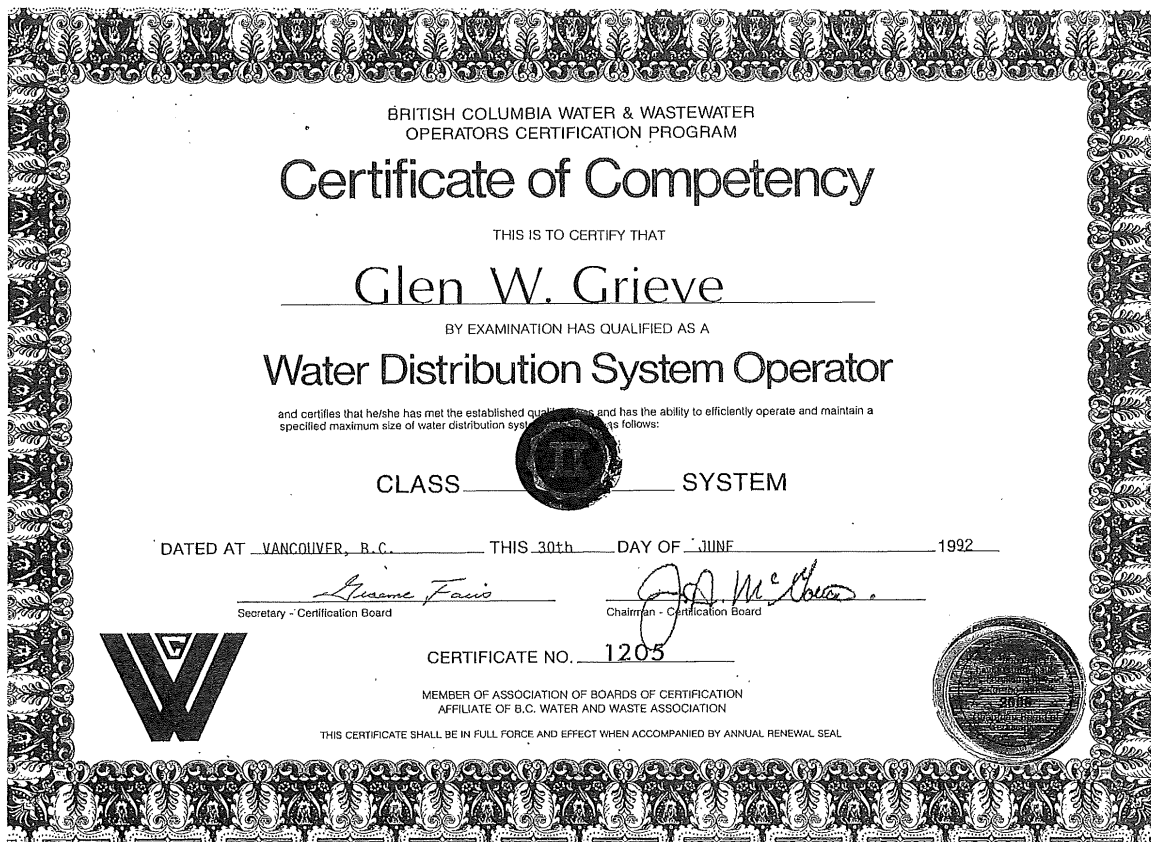 BRITISH COLUMBIA WATER & WASTEWATER
OPERATORS CERTIFICATION PROGRAM
Certificate of Competency
THIS IS TO CERTIFY THAT
Glen W. Grieve
BY EXAMINATION HAS QUALIFIED AS A
Water Distribution System Operator
and certifies that he/she has met the established and has the ability to efficiently operate and maintain a
specified maximum size of water distribution as follows:
CLASS II SYSTEM
DATED AT VANCOUVER, B.C. THIS 30th DAY OF JUNE 1992
Secretary - Certification Board Chairman - Certification Board
CERTIFICATE NO. 1205
MEMBER OF ASSOCIATION OF BOARDS OF CERTIFICATION
AFFILIATE OF B.C. WATER AND WASTE ASSOCIATION
THIS CERTIFICATE SHALL BE IN FULL FORCE AND EFFECT WHEN ACCOMPANIED BY ANNUAL RENEWAL SEAL